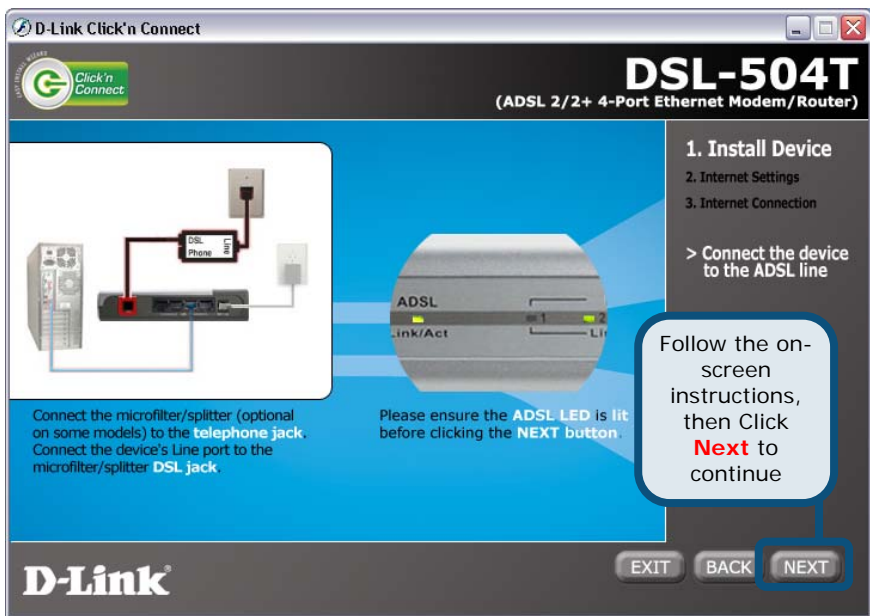 D-Link Click'n Connect
EASY INSTALL WIZARD
Click'n
Connect
DSL-504T
(ADSL 2/2+ 4-Port Ethernet Modem/Router)
1. Install Device
2. Internet Settings
3. Internet Connection
> Connect the device
to the ADSL line
DSL
Phone
Line
ADSL
Link/Act
1
2
Connect the microfilter/splitter (optional
on some models) to the telephone jack.
Connect the device's Line port to the
microfilter/splitter DSL jack.
Please ensure the ADSL LED is lit
before clicking the NEXT button.
Follow the on-
screen
instructions,
then Click
Next to
continue
D-Link
EXIT
BACK
NEXT